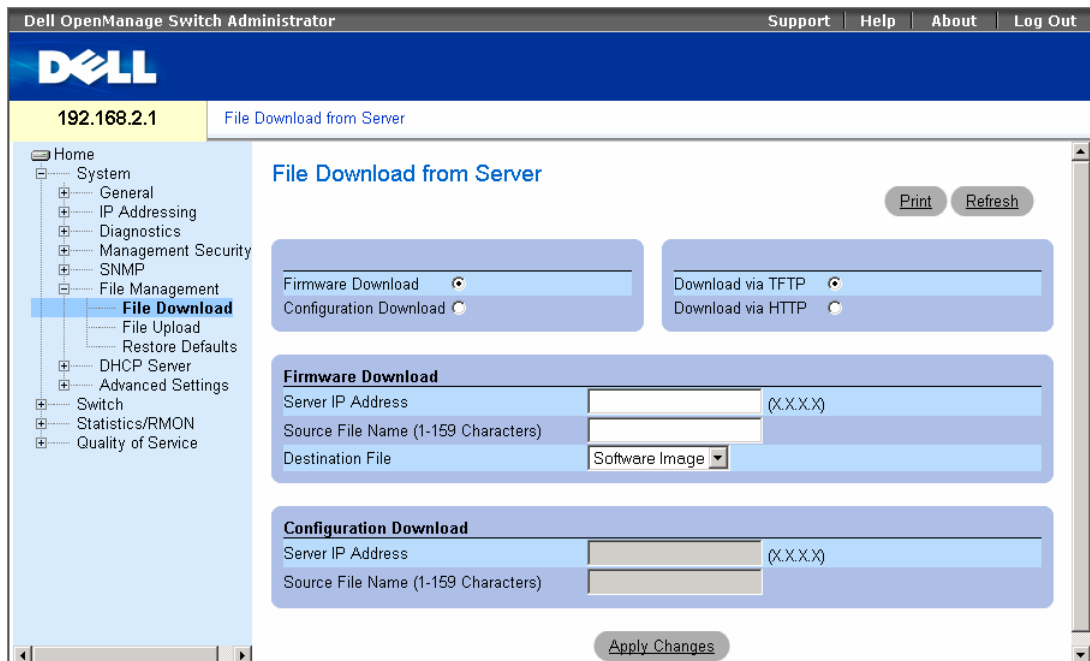 Dell OpenManage Switch Administrator
Support Help About Log Out
DELL
192.168.2.1
File Download from Server
Home
System
General
IP Addressing
Diagnostics
Management Security
SNMP
File Management
File Download
File Upload
Restore Defaults
DHCP Server
Advanced Settings
Switch
Statistics/RMON
Quality of Service
File Download from Server
Print Refresh
Firmware Download
Configuration Download
Download via TFTP
Download via HTTP
Firmware Download
Server IP Address (X.X.X.X)
Source File Name (1-159 Characters)
Destination File Software Image
Configuration Download
Server IP Address (X.X.X.X)
Source File Name (1-159 Characters)
Apply Changes